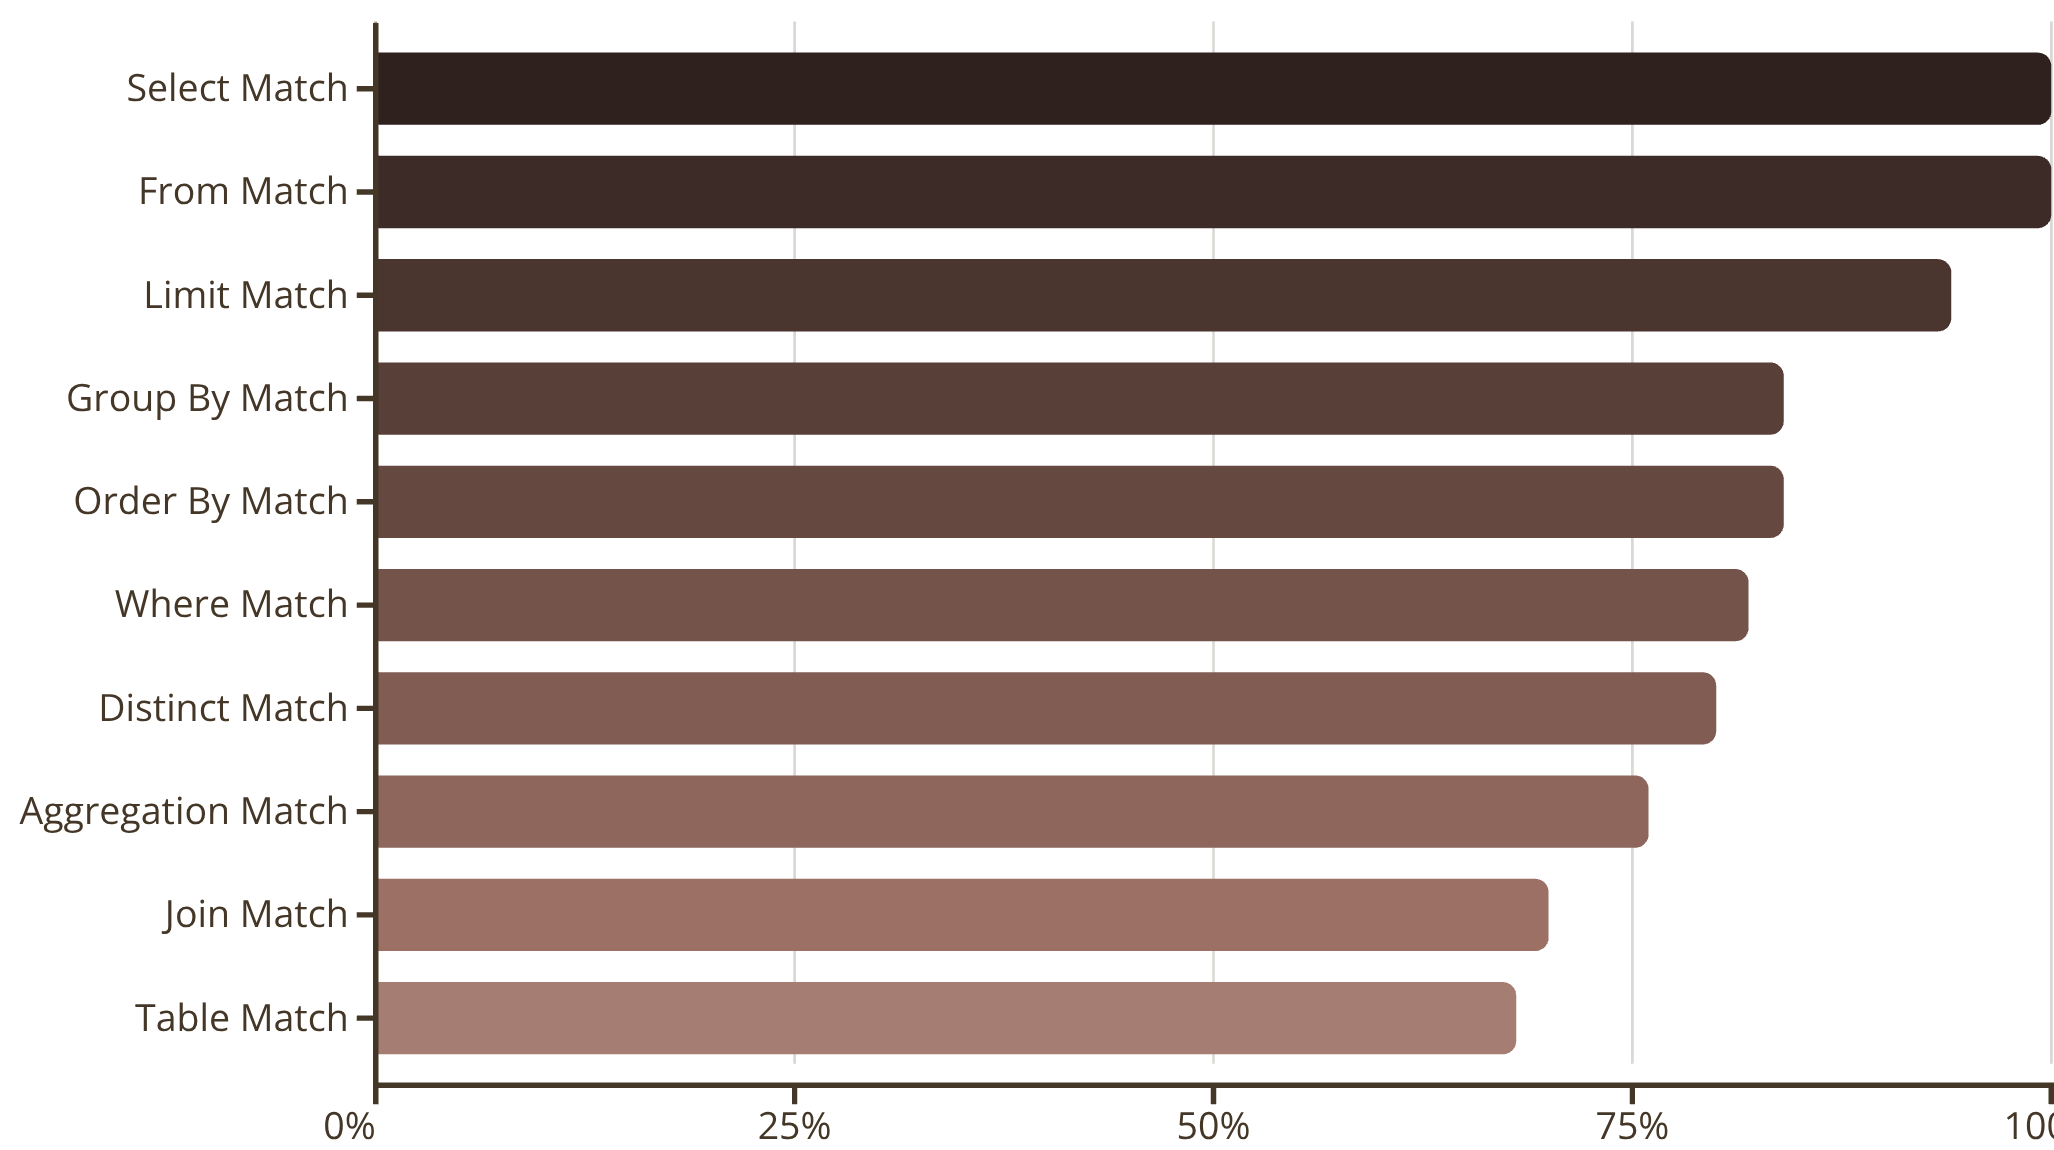 Select Match
From Match
Limit Match
Group By Match
Order By Match
Where Match
Distinct Match
Aggregation Match
Join Match
Table Match
0% 25% 50% 75% 100